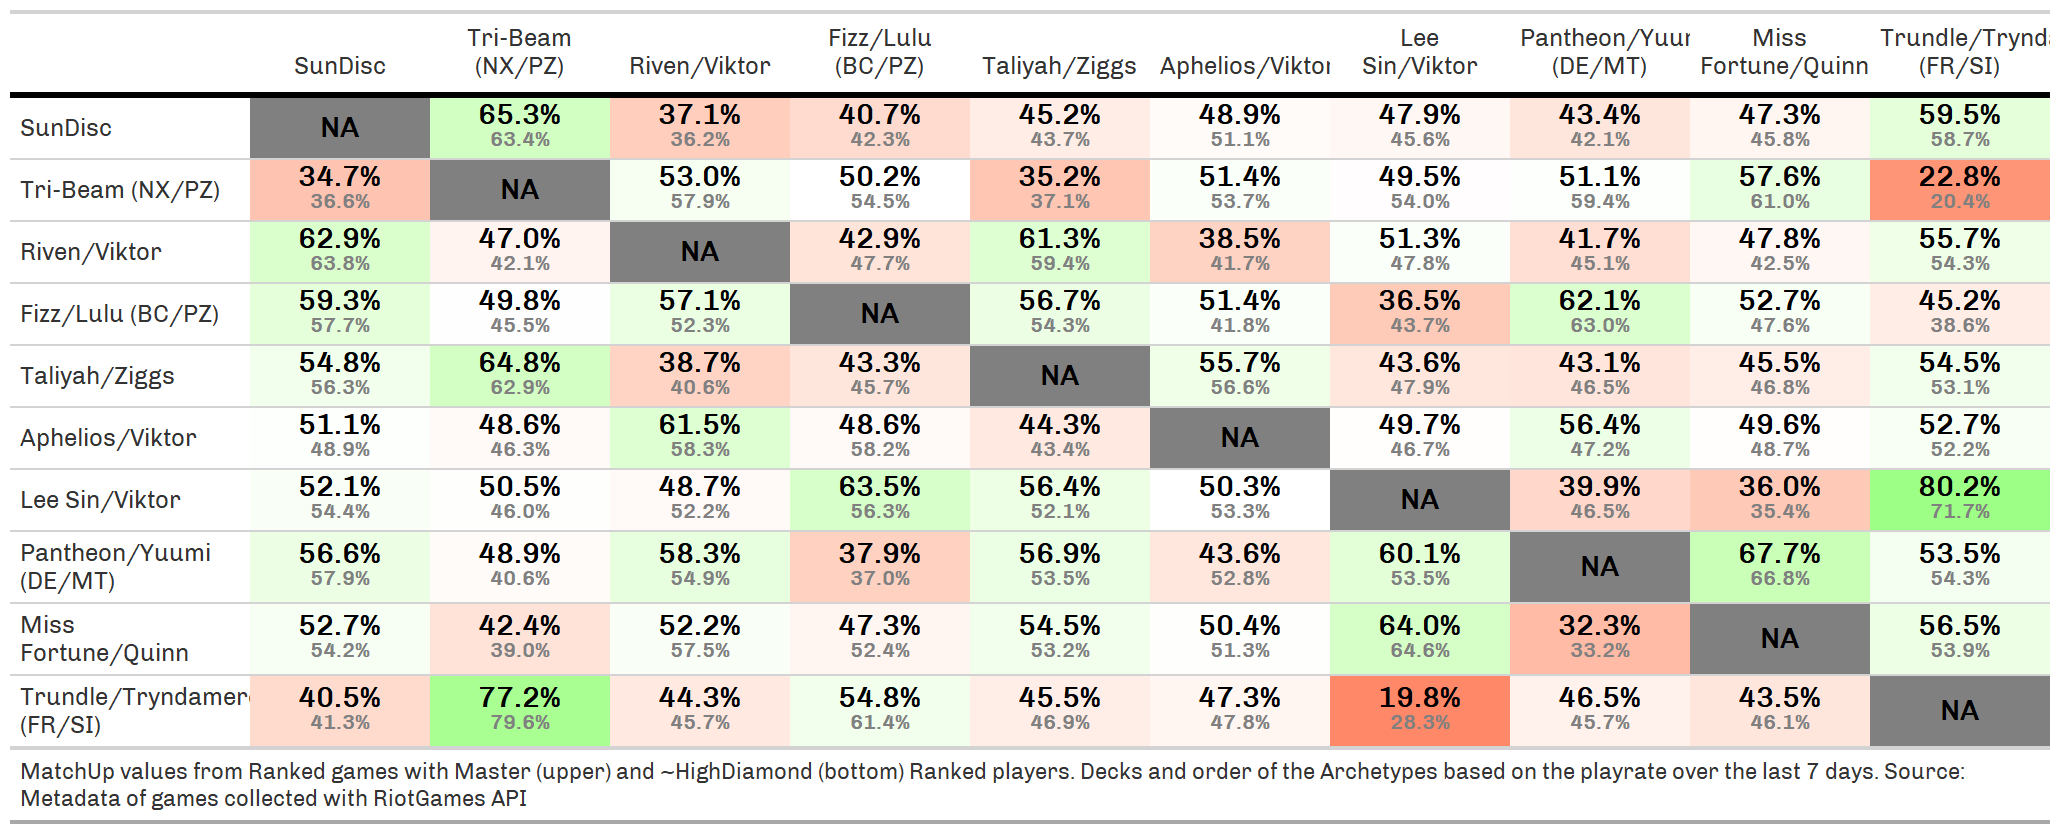 SunDisc Tri-Beam (NX/PZ) Riven/Viktor Fizz/Lulu (BC/PZ) Taliyah/Ziggs Aphelios/Viktor Lee Sin/Viktor Pantheon/Yuur (DE/MT) Miss Fortune/Quinn Trundle/Trynda (FR/SI)
SunDisc NA 65.3% 37.1% 40.7% 45.2% 48.9% 47.9% 43.4% 47.3% 59.5%
63.4% 36.2% 42.3% 43.7% 51.1% 45.6% 42.1% 45.8% 58.7%
Tri-Beam (NX/PZ) 34.7% NA 53.0% 50.2% 35.2% 51.4% 49.5% 51.1% 57.6% 22.8%
36.6% 57.9% 54.5% 37.1% 53.7% 54.0% 59.4% 61.0% 20.4%
Riven/Viktor 62.9% 47.0% NA 42.9% 61.3% 38.5% 51.3% 41.7% 47.8% 55.7%
63.8% 42.1% 47.7% 59.4% 41.7% 47.8% 45.1% 42.5% 54.3%
Fizz/Lulu (BC/PZ) 59.3% 49.8% 57.1% NA 56.7% 51.4% 36.5% 62.1% 52.7% 45.2%
57.7% 45.5% 52.3% 54.3% 41.8% 43.7% 63.0% 47.6% 38.6%
Taliyah/Ziggs 54.8% 64.8% 38.7% 43.3% NA 55.7% 43.6% 43.1% 45.5% 54.5%
56.3% 62.9% 40.6% 45.7% 56.6% 47.9% 46.5% 46.8% 53.1%
Aphelios/Viktor 51.1% 48.6% 61.5% 48.6% 44.3% NA 49.7% 56.4% 49.6% 52.7%
48.9% 46.3% 58.3% 58.2% 43.4% 46.7% 47.2% 48.7% 52.2%
Lee Sin/Viktor 52.1% 50.5% 48.7% 63.5% 56.4% 50.3% NA 39.9% 36.0% 80.2%
54.4% 46.0% 52.2% 56.3% 52.1% 53.3% 46.5% 35.4% 71.7%
Pantheon/Yuumi 56.6% 48.9% 58.3% 37.9% 56.9% 43.6% 60.1% NA 67.7% 53.5%
(DE/MT) 57.9% 40.6% 54.9% 37.0% 53.5% 52.8% 53.5% 66.8% 54.3%
Miss 52.7% 42.4% 52.2% 47.3% 54.5% 50.4% 64.0% 32.3% NA 56.5%
Fortune/Quinn 54.2% 39.0% 57.5% 52.4% 53.2% 51.3% 64.6% 33.2% 53.9%
Trundle/Tryndamer 40.5% 77.2% 44.3% 54.8% 45.5% 47.3% 19.8% 46.5% 43.5% NA
(FR/SI) 41.3% 79.6% 45.7% 61.4% 46.9% 47.8% 28.3% 45.7% 46.1%
MatchUp values from Ranked games with Master (upper) and ~HighDiamond (bottom) Ranked players. Decks and order of the Archetypes based on the playrate over the last 7 days. Source:
Metadata of games collected with RiotGames API